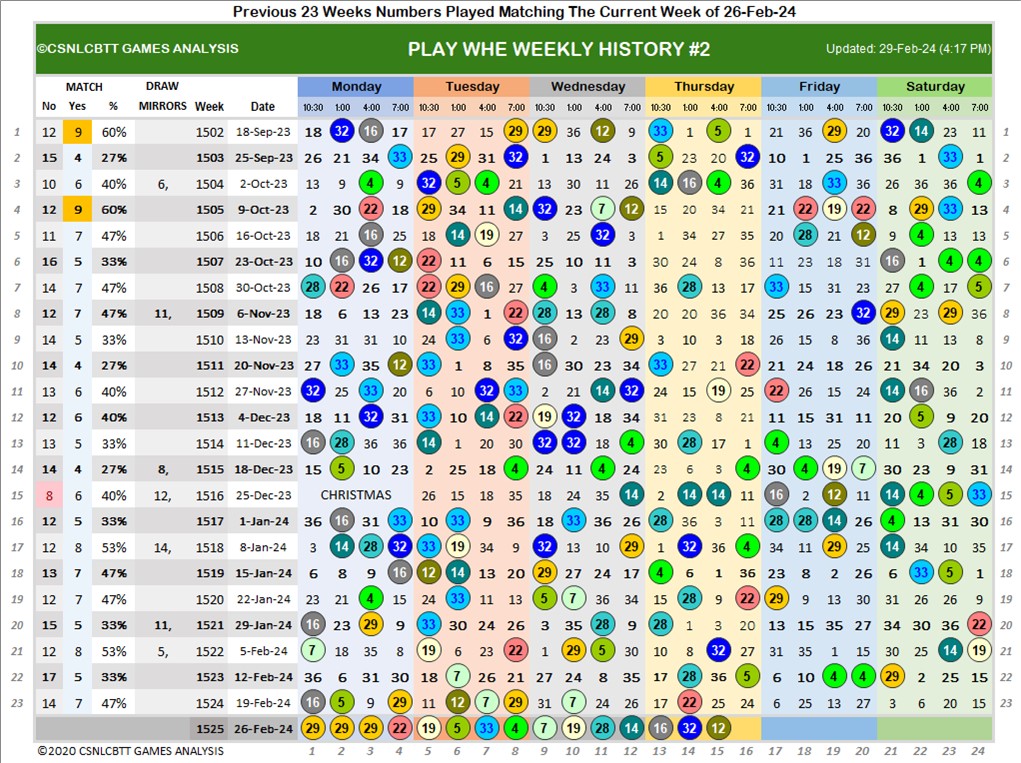 Previous 23 Weeks Numbers Played Matching The Current Week of 26-Feb-24
©CSNLCBTT GAMES ANALYSIS PLAY WHE WEEKLY HISTORY #2 Updated: 29-Feb-24 (4:17 PM)
MATCH DRAW Monday Tuesday Wednesday Thursday Friday Saturday
No Yes % MIRRORS Week Date 10:30 1:00 4:00 7:00 10:30 1:00 4:00 7:00 10:30 1:00 4:00 7:00 10:30 1:00 4:00 7:00 10:30 1:00 4:00 7:00 10:30 1:00 4:00 7:00
1 12 9 60% 1502 18-Sep-23 18 32 16 17 17 27 15 29 29 36 12 9 33 1 5 1 21 36 29 20 32 14 23 11 1
2 15 4 27% 1503 25-Sep-23 26 21 34 33 25 29 31 32 1 13 24 3 5 23 20 32 10 1 25 36 36 1 33 1 2
3 10 6 40% 6, 1504 2-Oct-23 13 9 4 9 32 5 4 21 13 30 11 26 14 16 4 36 31 18 33 36 26 36 36 4 3
4 12 9 60% 1505 9-Oct-23 2 30 22 18 29 34 11 14 32 23 7 12 15 20 34 21 21 22 19 22 8 29 33 13 4
5 11 7 47% 1506 16-Oct-23 18 21 16 25 18 14 19 27 3 25 32 3 1 34 27 35 18 28 21 12 9 4 13 13 5
6 16 5 33% 1507 23-Oct-23 10 16 32 12 22 11 6 15 25 10 11 3 30 24 8 36 11 23 18 31 16 1 4 4 6
7 14 7 47% 1508 30-Oct-23 28 22 26 17 22 29 16 27 4 3 33 11 36 28 13 17 33 15 31 23 27 4 17 5 7
8 12 7 47% 11, 1509 6-Nov-23 18 6 13 23 14 33 1 22 28 13 28 8 20 20 36 34 25 26 23 32 29 23 29 36 8
9 14 5 33% 1510 13-Nov-23 26 15 34 35 24 33 6 32 16 2 23 29 3 10 3 18 26 15 8 36 14 11 13 8 9
10 14 4 27% 1511 20-Nov-23 27 33 35 12 33 1 8 35 16 30 23 34 33 27 21 22 21 24 18 26 21 34 20 3 10
11 13 6 40% 1512 27-Nov-23 32 25 33 35 6 10 32 33 2 21 14 32 24 15 19 25 22 26 15 24 14 16 36 2 11
12 12 6 40% 1513 4-Dec-23 18 11 32 31 33 10 14 22 19 32 18 34 31 23 8 21 11 15 31 11 20 5 9 20 12
13 13 5 33% 1514 11-Dec-23 16 28 36 36 14 1 20 30 32 32 18 4 30 28 17 1 4 13 25 20 11 3 28 18 13
14 14 4 27% 8, 1515 18-Dec-23 15 5 10 23 2 25 18 4 24 11 4 24 23 6 3 4 30 4 19 7 30 23 9 31 14
15 8 6 40% 12, 1516 25-Dec-23 CHRISTMAS 26 15 18 35 18 24 35 14 2 14 14 11 16 2 12 11 14 4 5 33 15
16 12 5 33% 1517 1-Jan-24 36 16 31 33 10 33 9 36 18 33 36 26 28 16 3 11 28 28 14 26 4 13 31 30 16
17 12 8 53% 14, 1518 8-Jan-24 3 14 28 32 33 19 34 9 32 13 10 29 1 32 36 4 34 11 29 25 14 34 10 35 17
18 13 7 47% 1519 15-Jan-24 6 8 9 16 12 14 13 20 29 27 24 17 4 6 1 36 23 8 2 26 6 33 5 1 18
19 12 7 47% 1520 22-Jan-24 23 21 4 15 24 33 11 13 5 7 36 34 15 28 9 22 29 9 13 30 31 26 26 9 19
20 15 5 33% 11, 1521 29-Jan-24 16 23 29 9 33 30 24 26 3 35 28 9 28 1 3 20 13 15 35 27 34 30 36 22 20
21 12 8 53% 5, 1522 5-Feb-24 7 18 35 8 19 6 23 22 1 29 5 30 10 8 32 27 31 35 1 15 30 25 14 19 21
22 17 5 33% 1523 12-Feb-24 36 6 31 30 18 7 26 21 27 24 8 35 17 28 36 5 6 10 4 4 29 2 25 15 22
23 14 7 47% 1524 19-Feb-24 16 5 9 29 11 12 7 29 30 7 24 26 17 22 25 24 6 25 13 27 3 6 20 15 23
1525 26-Feb-24 29 29 29 22 19 5 33 4 7 19 28 14 16 32 12
©2020 CSNLCBTT GAMES ANALYSIS 1 2 3 4 5 6 7 8 9 10 11 12 13 14 15 16 17 18 19 20 21 22 23 24